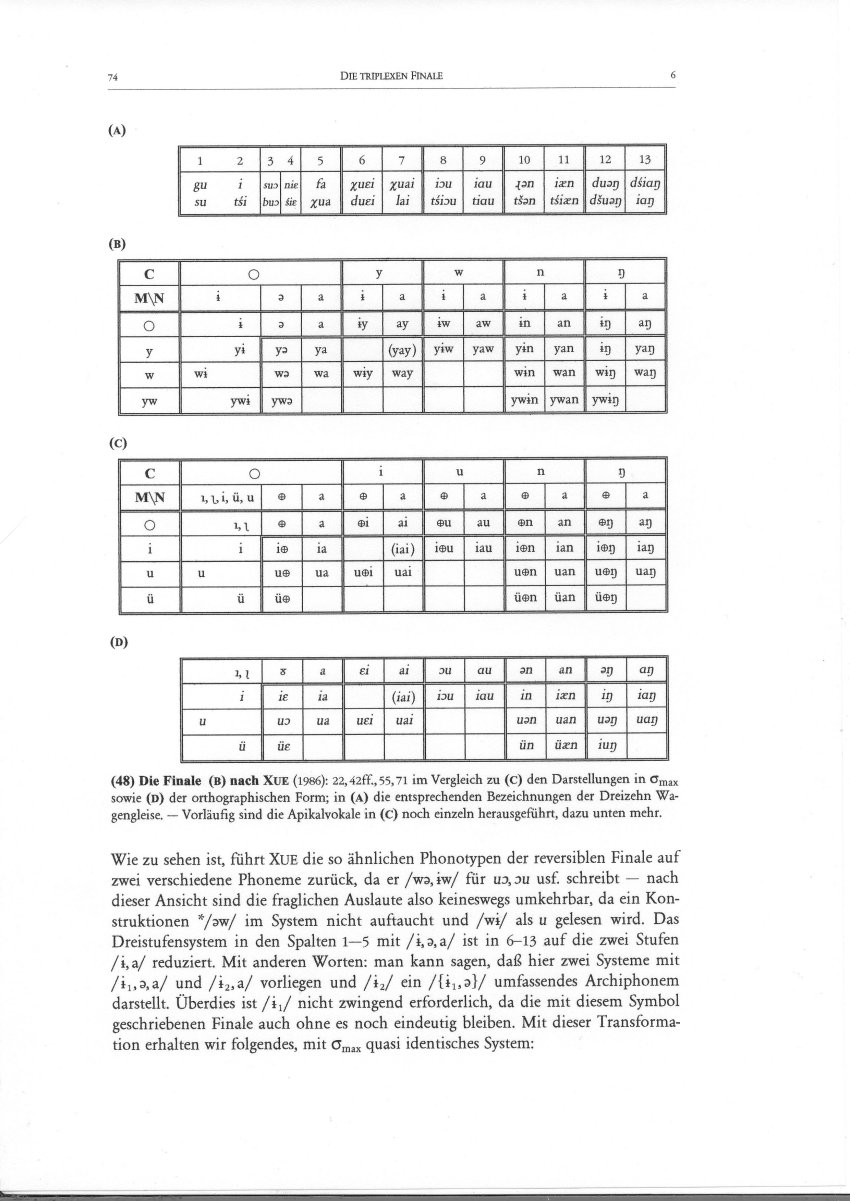 74 DIE TRIPLEXEN FINALE 6
(A)
1 2 3 4 5 6 7 8 9 10 11 12 13
gu i suɔ niɛ fa χuɛi χuai iɔu iau ɻən iæn duəŋ dśiaŋ
su tśi buɔ śiɛ χua duɛi lai tśiɔu tiau tšən tśiæn dšuəŋ iaŋ
(B)
C ○ y w n ŋ
M\N ɨ ə a ɨ a ɨ a ɨ a ɨ a
○ ɨ ə a ɨy ay ɨw aw ɨn an ɨŋ aŋ
y yɨ yə ya (yay) yɨw yaw yɨn yan ɨŋ yaŋ
w wɨ wə wa wɨy way wɨn wan wɨŋ waŋ
yw ywɨ ywə ywɨn ywan ywɨŋ
(C)
C ○ i u n ŋ
M\N ɿ, ʅ, i, ü, u ⊕ a ⊕ a ⊕ a ⊕ a ⊕ a
○ ɿ, ʅ ⊕ a ⊕i ai ⊕u au ⊕n an ⊕ŋ aŋ
i i i⊕ ia (iai) i⊕u iau i⊕n ian i⊕ŋ iaŋ
u u u⊕ ua u⊕i uai u⊕n uan u⊕ŋ uaŋ
ü ü ü⊕ ü⊕n üan ü⊕ŋ
(D)
ɿ, ʅ ɤ a ɛi ai ɔu au ən an əŋ aŋ
i iɛ ia (iai) iɔu iau in iæn iŋ iaŋ
u uɔ ua uɛi uai uən uan uəŋ uaŋ
ü üɛ ün üæn iuŋ
(48) Die Finale (B) nach XUE (1986): 22, 42ff., 55, 71 im Vergleich zu (C) den Darstellungen in σmax
sowie (D) der orthographischen Form; in (A) die entsprechenden Bezeichnungen der Dreizehn Wa-
gengleise. — Vorläufig sind die Apikalvokale in (C) noch einzeln herausgeführt, dazu unten mehr.
Wie zu sehen ist, führt XUE die so ähnlichen Phonotypen der reversiblen Finale auf
zwei verschiedene Phoneme zurück, da er /wə, ɨw/ für uɔ, ɔu usf. schreibt — nach
dieser Ansicht sind die fraglichen Auslaute also keineswegs umkehrbar, da ein Kon-
struktionen */əw/ im System nicht auftaucht und /wɨ/ als u gelesen wird. Das
Dreistufensystem in den Spalten 1–5 mit /ɨ, ə, a/ ist in 6–13 auf die zwei Stufen
/ɨ, a/ reduziert. Mit anderen Worten: man kann sagen, daß hier zwei Systeme mit
/ɨ₁, ə, a/ und /ɨ₂, a/ vorliegen und /ɨ₂/ ein /{ɨ₁, ə}/ umfassendes Archiphonem
darstellt. Überdies ist /ɨ₁/ nicht zwingend erforderlich, da die mit diesem Symbol
geschriebenen Finale auch ohne es noch eindeutig bleiben. Mit dieser Transforma-
tion erhalten wir folgendes, mit σmax quasi identisches System: